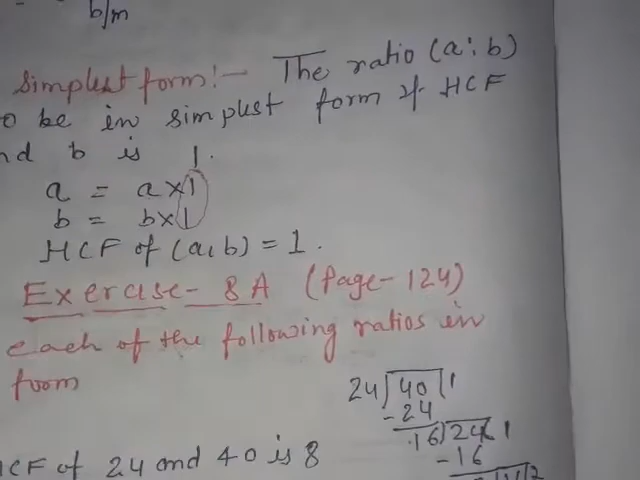 b/m
Simplest form:- The ratio (a:b)
to be in simplest form if HCF
nd b is 1.
a = a×1
b = b×1
HCF of (a,b) = 1.
Exercise- 8A (Page-124)
each of the following ratios in
form
24)40(1
-24
16)24(1
-16
HCF of 24 and 40 is 8